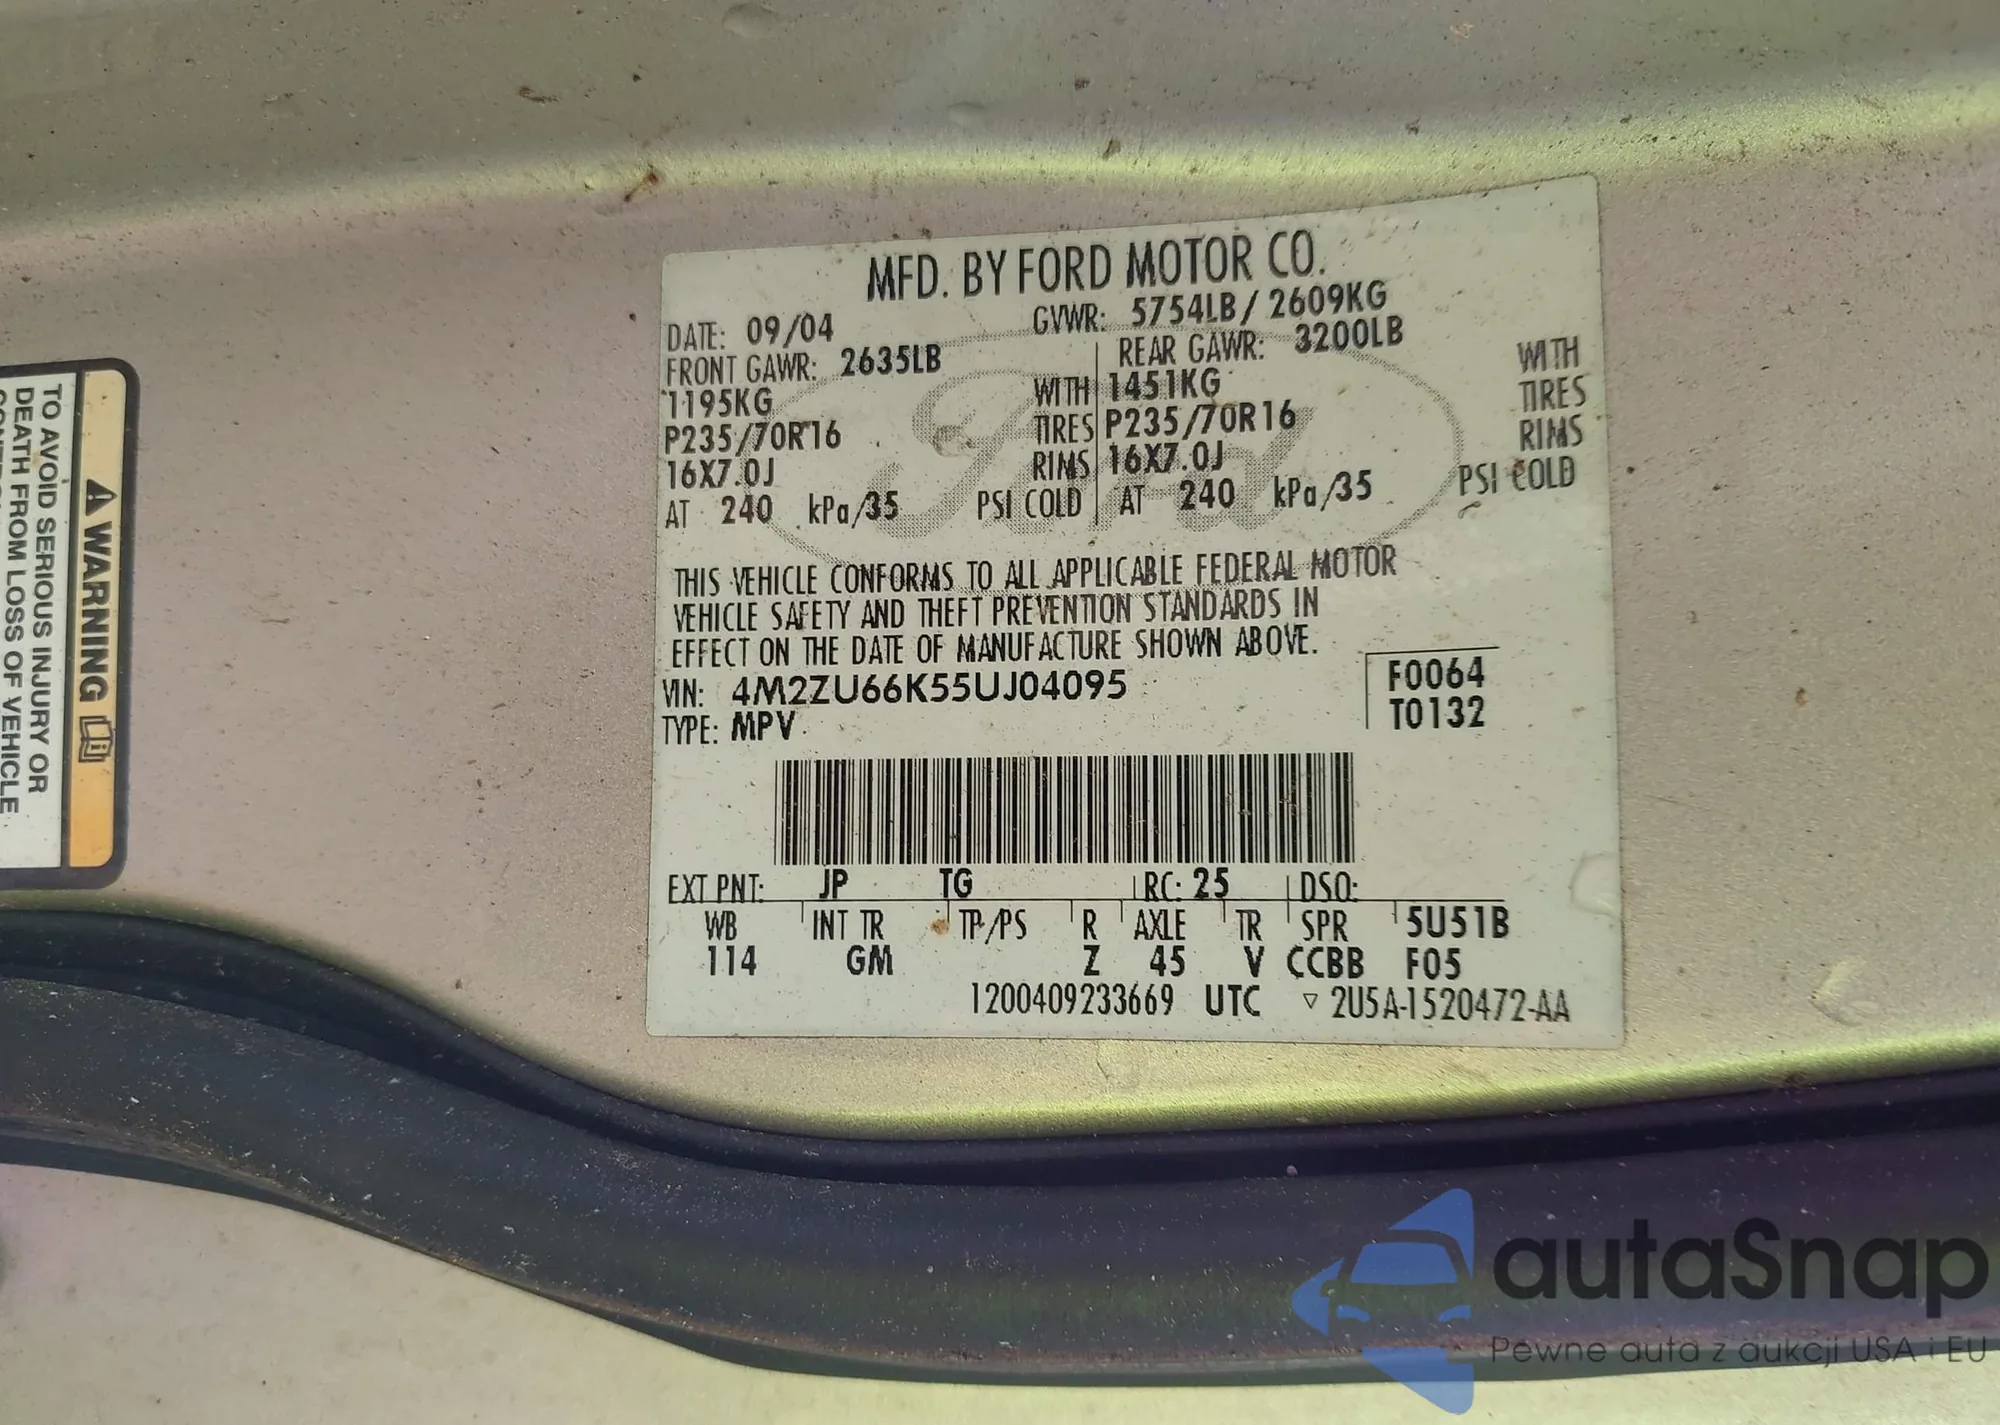 MFD. BY FORD MOTOR CO.
DATE: 09/04 GVWR: 5754LB/ 2609KG
FRONT GAWR: 2635LB REAR GAWR: 3200LB
1195KG WITH 1451KG WITH
P235/70R16 TIRES P235/70R16 TIRES
16X7.0J RIMS 16X7.0J RIMS
AT 240 kPa/35 PSI COLD AT 240 kPa/35 PSI COLD
THIS VEHICLE CONFORMS TO ALL APPLICABLE FEDERAL MOTOR
VEHICLE SAFETY AND THEFT PREVENTION STANDARDS IN
EFFECT ON THE DATE OF MANUFACTURE SHOWN ABOVE.
VIN: 4M2ZU66K55UJ04095 F0064
TYPE: MPV T0132
EXT PNT: JP TG RC: 25 DSO:
WB INT TR TP/PS R AXLE TR SPR 5U51B
114 GM Z 45 V CCBB F05
1200409233669 UTC ▽ 2U5A-1520472-AA
Ford
⚠ WARNING
TO AVOID SERIOUS INJURY OR
DEATH FROM LOSS OF VEHICLE
autaSnap
Pewne auta z aukcji USA i EU